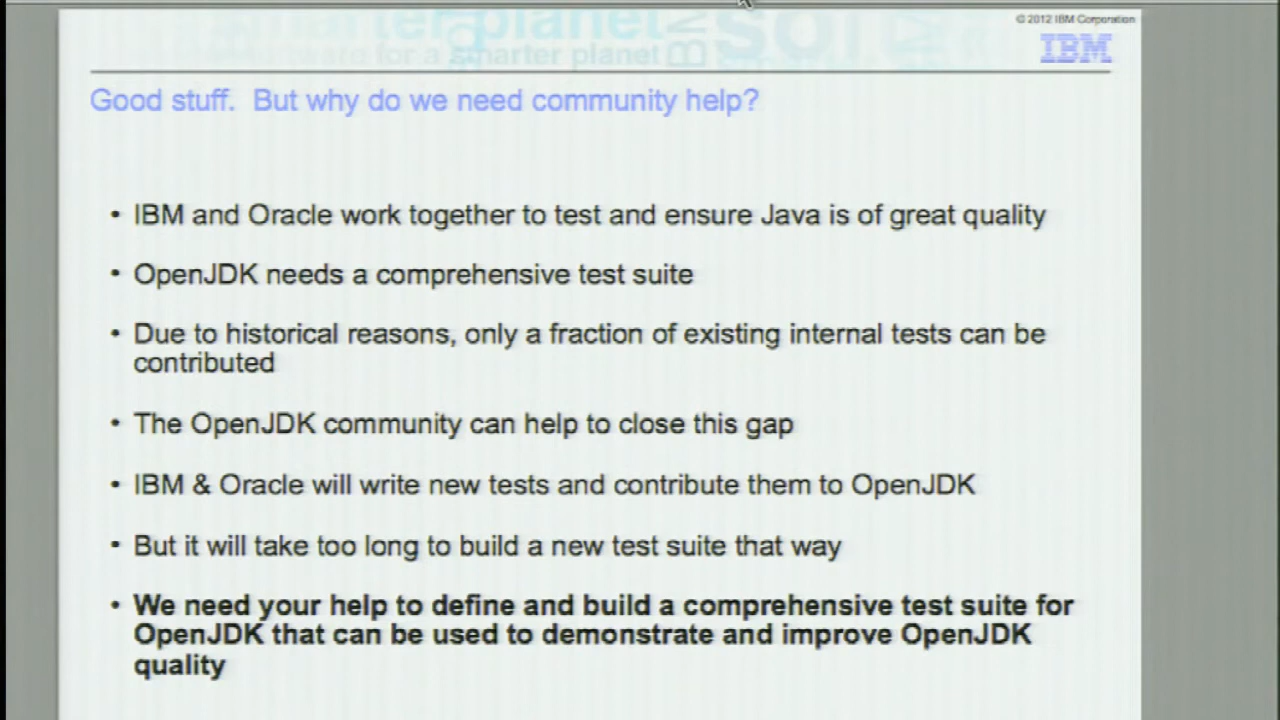 © 2012 IBM Corporation
smarter planet
a smarter planet
IBM
Good stuff. But why do we need community help?
• IBM and Oracle work together to test and ensure Java is of great quality
• OpenJDK needs a comprehensive test suite
• Due to historical reasons, only a fraction of existing internal tests can be
contributed
• The OpenJDK community can help to close this gap
• IBM & Oracle will write new tests and contribute them to OpenJDK
• But it will take too long to build a new test suite that way
• We need your help to define and build a comprehensive test suite for
OpenJDK that can be used to demonstrate and improve OpenJDK
quality